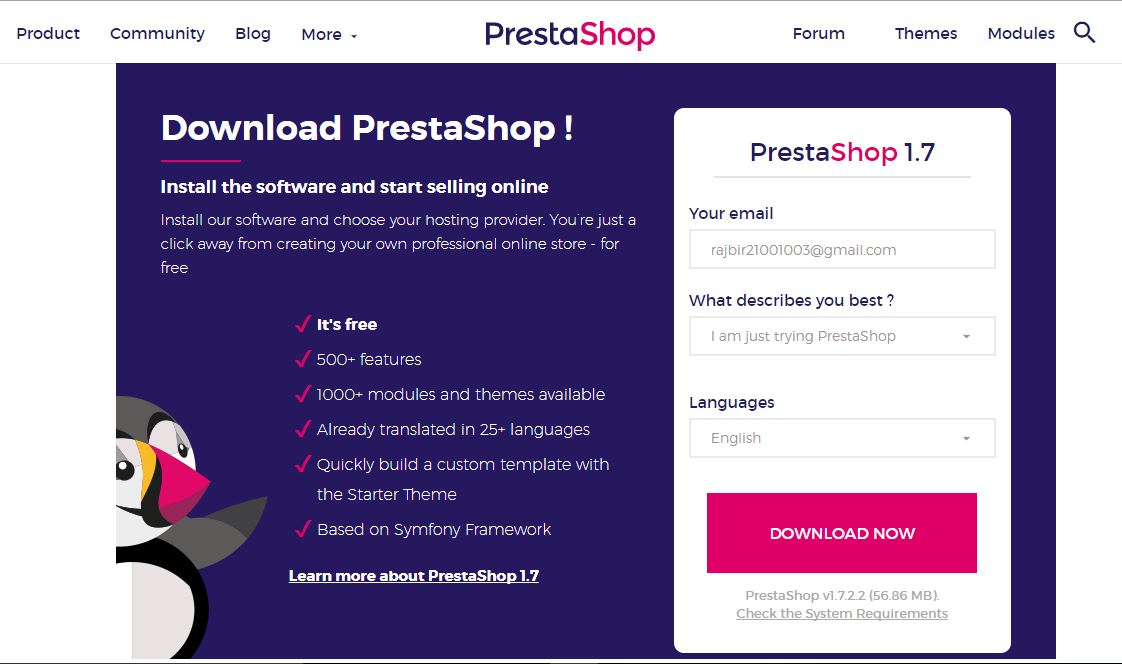 Product Community Blog More PrestaShop Forum Themes Modules
Download PrestaShop !
Install the software and start selling online
Install our software and choose your hosting provider. You're just a
click away from creating your own professional online store - for
free
It's free
500+ features
1000+ modules and themes available
Already translated in 25+ languages
Quickly build a custom template with
the Starter Theme
Based on Symfony Framework
Learn more about PrestaShop 1.7
PrestaShop 1.7
Your email
rajbir21001003@gmail.com
What describes you best ?
I am just trying PrestaShop
Languages
English
DOWNLOAD NOW
PrestaShop v1.7.2.2 (56.86 MB).
Check the System Requirements